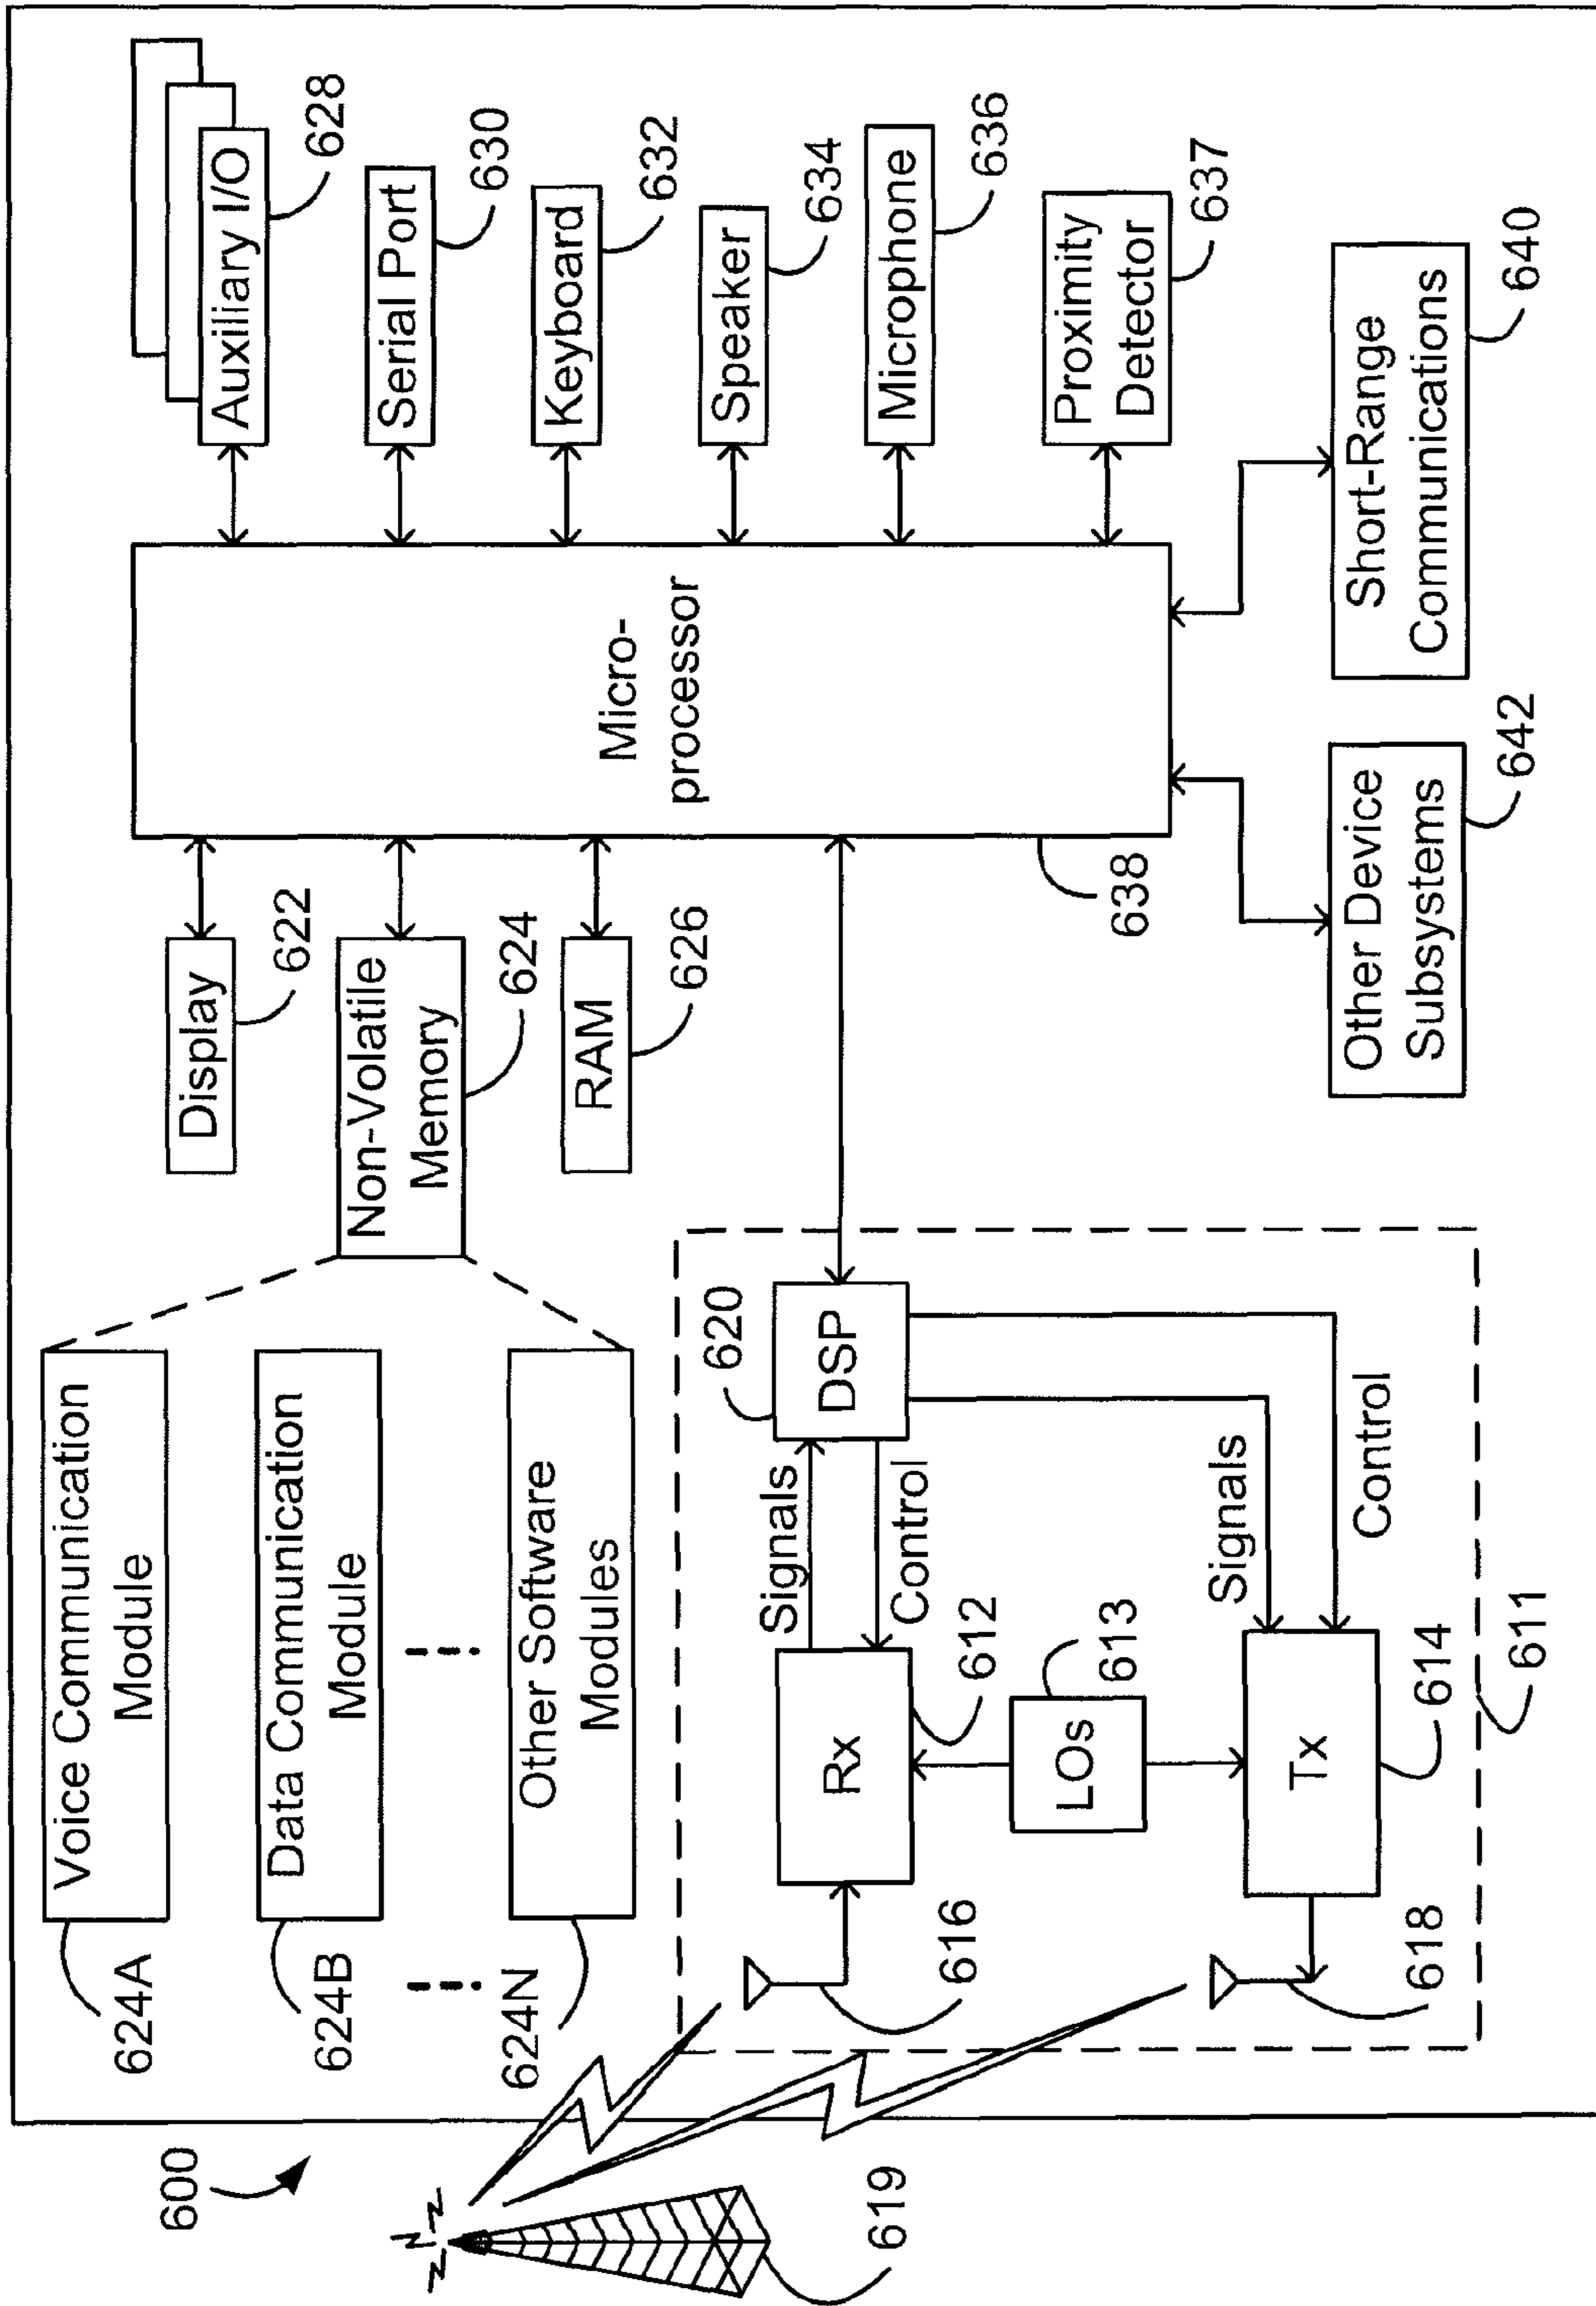 600
624A
Voice Communication
Module
624B
Data Communication
Module
624N
Other Software
Modules
Display
622
Non-Volatile
Memory
624
RAM
626
Micro-
processor
638
Auxiliary I/O
628
Serial Port
630
Keyboard
632
Speaker
634
Microphone
636
Proximity
Detector
637
Short-Range
Communications
640
Other Device
Subsystems
642
619
616
Rx
612
Signals
Control
620
DSP
LOs
613
618
Tx
614
Signals
Control
611